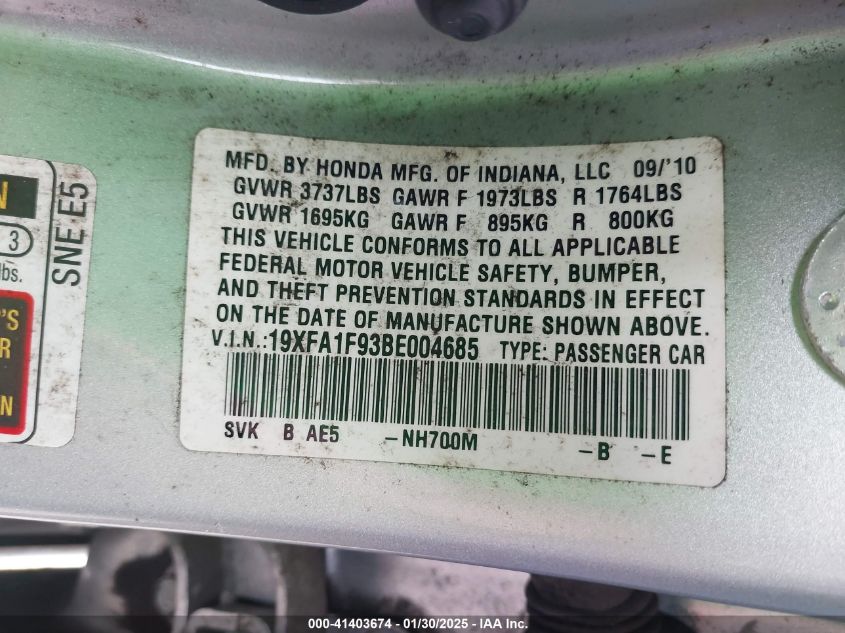 N
3
lbs.
'S
R
N
SNE E5
MFD. BY HONDA MFG. OF INDIANA, LLC 09/'10
GVWR 3737LBS GAWR F 1973LBS R 1764LBS
GVWR 1695KG GAWR F 895KG R 800KG
THIS VEHICLE CONFORMS TO ALL APPLICABLE
FEDERAL MOTOR VEHICLE SAFETY, BUMPER,
AND THEFT PREVENTION STANDARDS IN EFFECT
ON THE DATE OF MANUFACTURE SHOWN ABOVE.
V.I.N.:19XFA1F93BE004685 TYPE: PASSENGER CAR
SVK B AE5 -NH700M -B -E
000-41403674 - 01/30/2025 - IAA Inc.